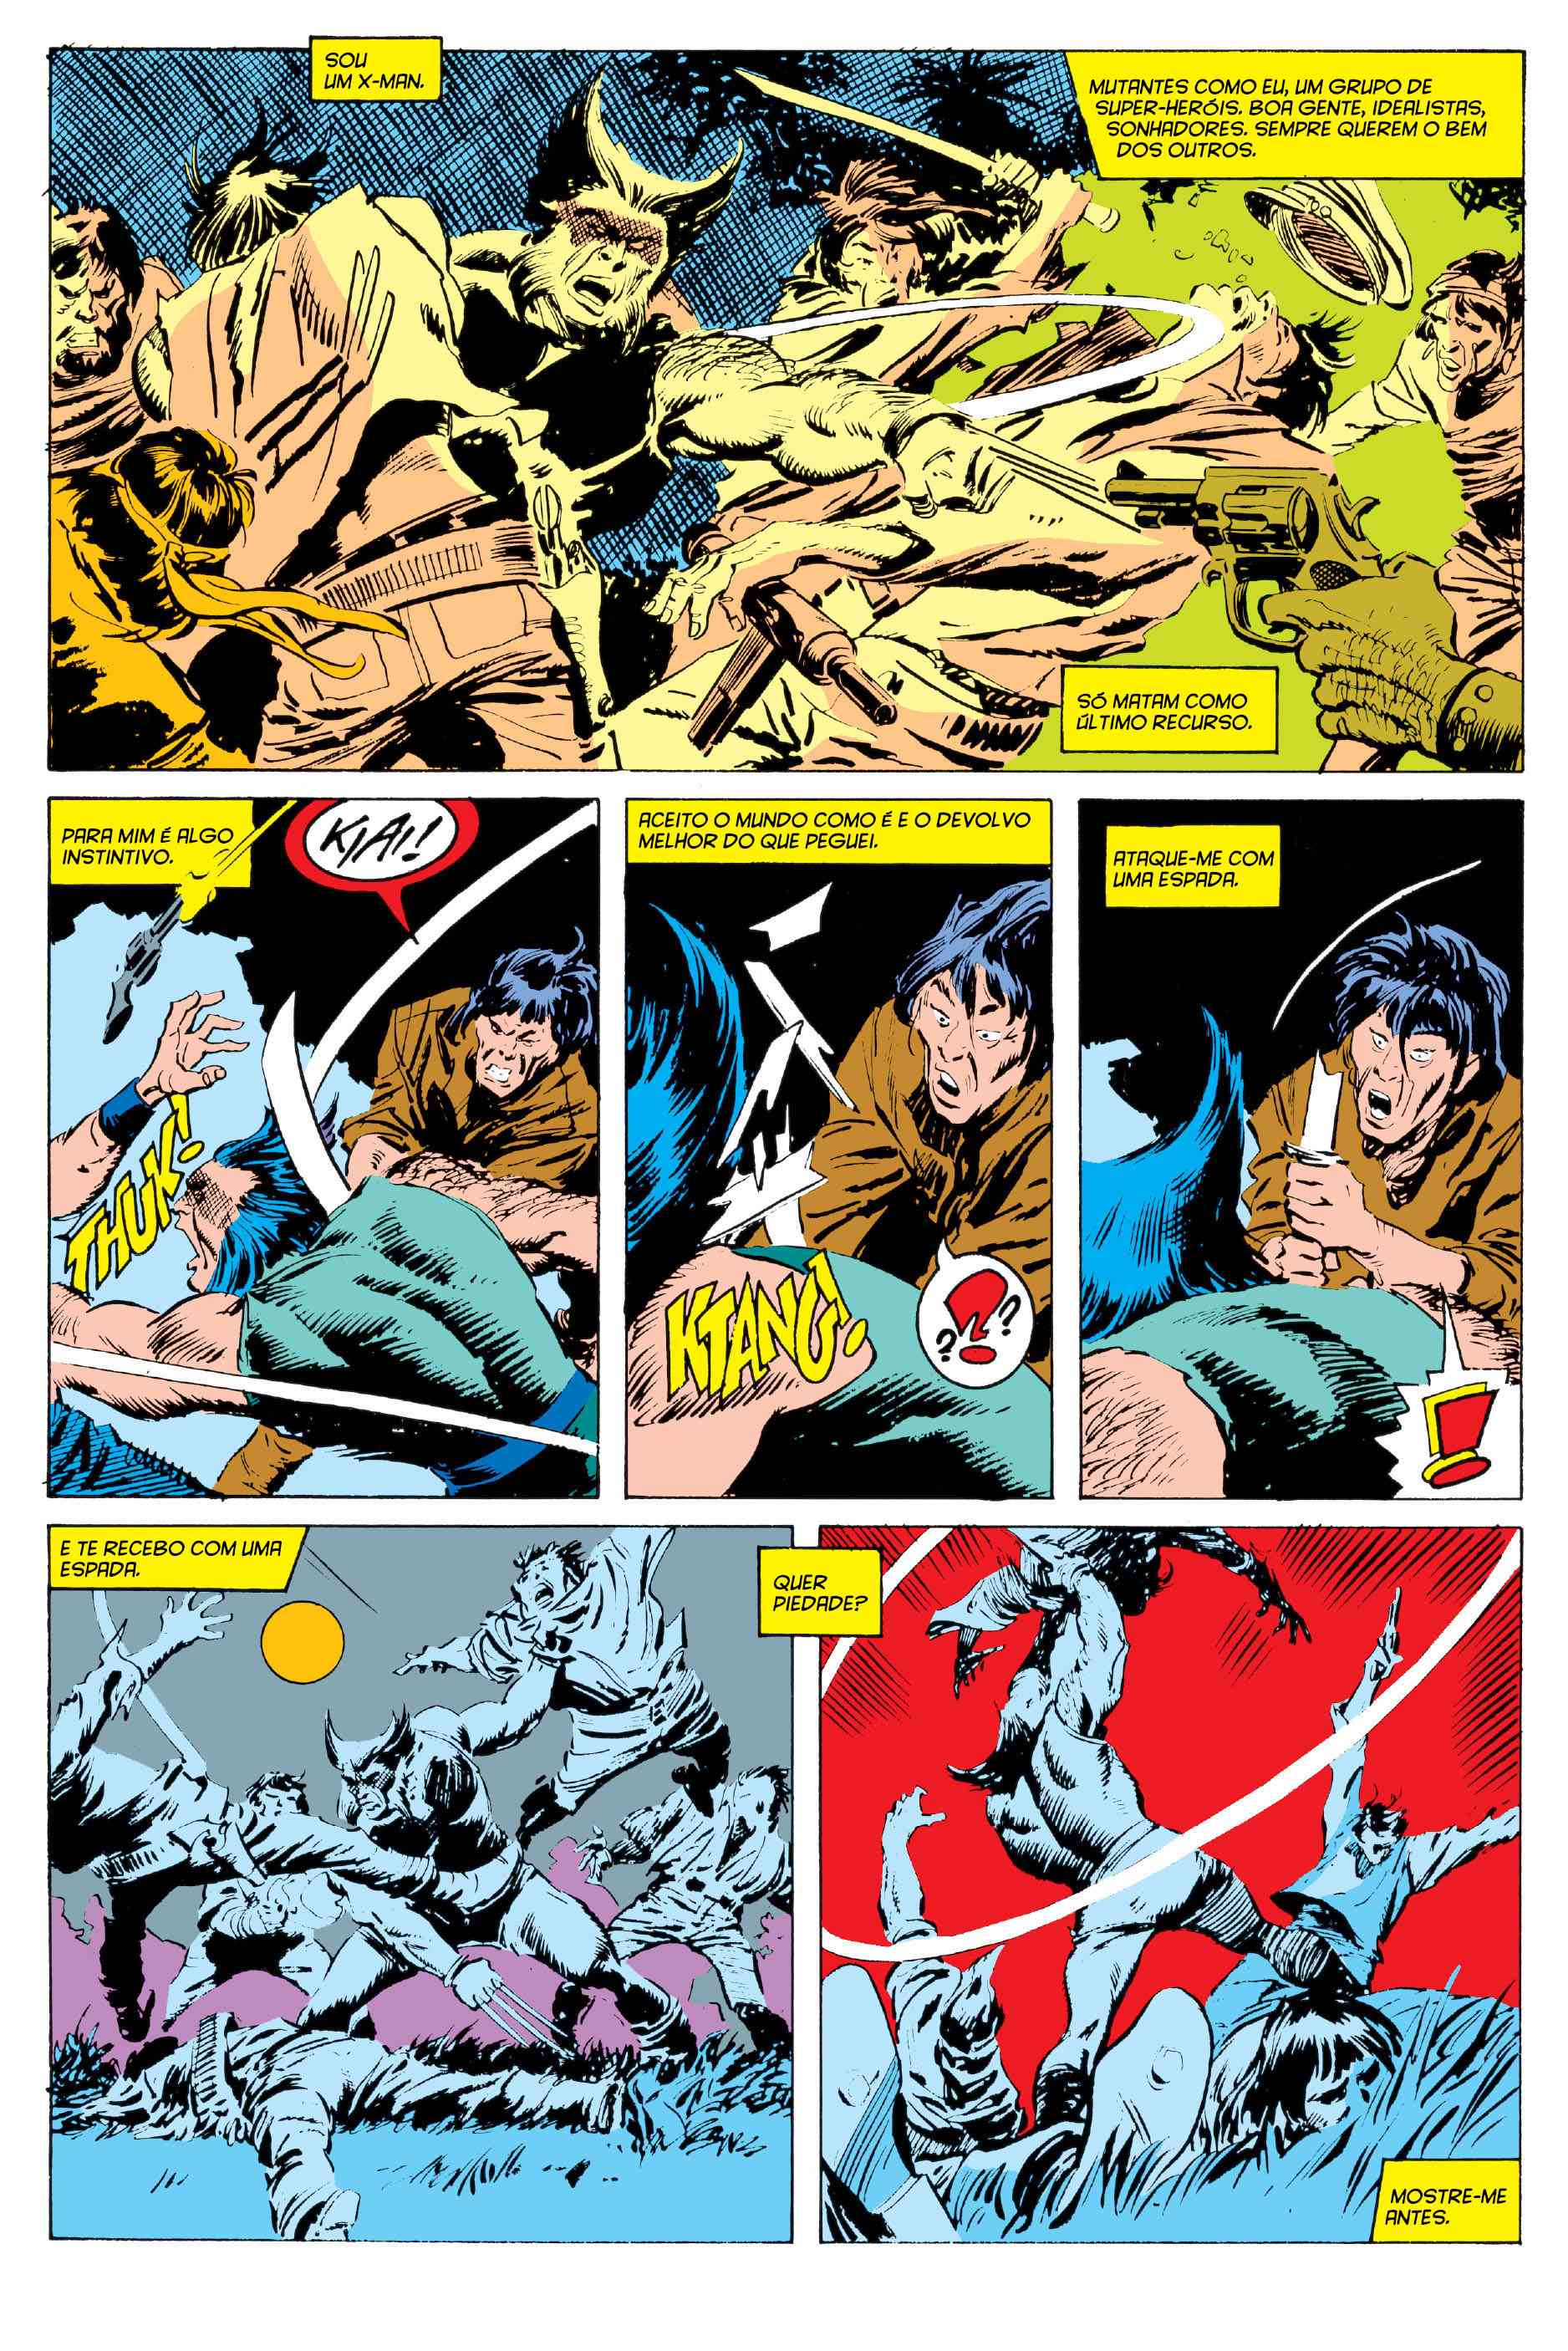 SOU
UM X-MAN.
MUTANTES COMO EU, UM GRUPO DE
SUPER-HERÓIS. BOA GENTE, IDEALISTAS,
SONHADORES. SEMPRE QUEREM O BEM
DOS OUTROS.
SÓ MATAM COMO
ÚLTIMO RECURSO.
PARA MIM É ALGO
INSTINTIVO.
KIAI!
THUK!
ACEITO O MUNDO COMO É E O DEVOLVO
MELHOR DO QUE PEGUEI.
KTANG!
?!?
ATAQUE-ME COM
UMA ESPADA.
!
E TE RECEBO COM UMA
ESPADA.
QUER
PIEDADE?
MOSTRE-ME
ANTES.